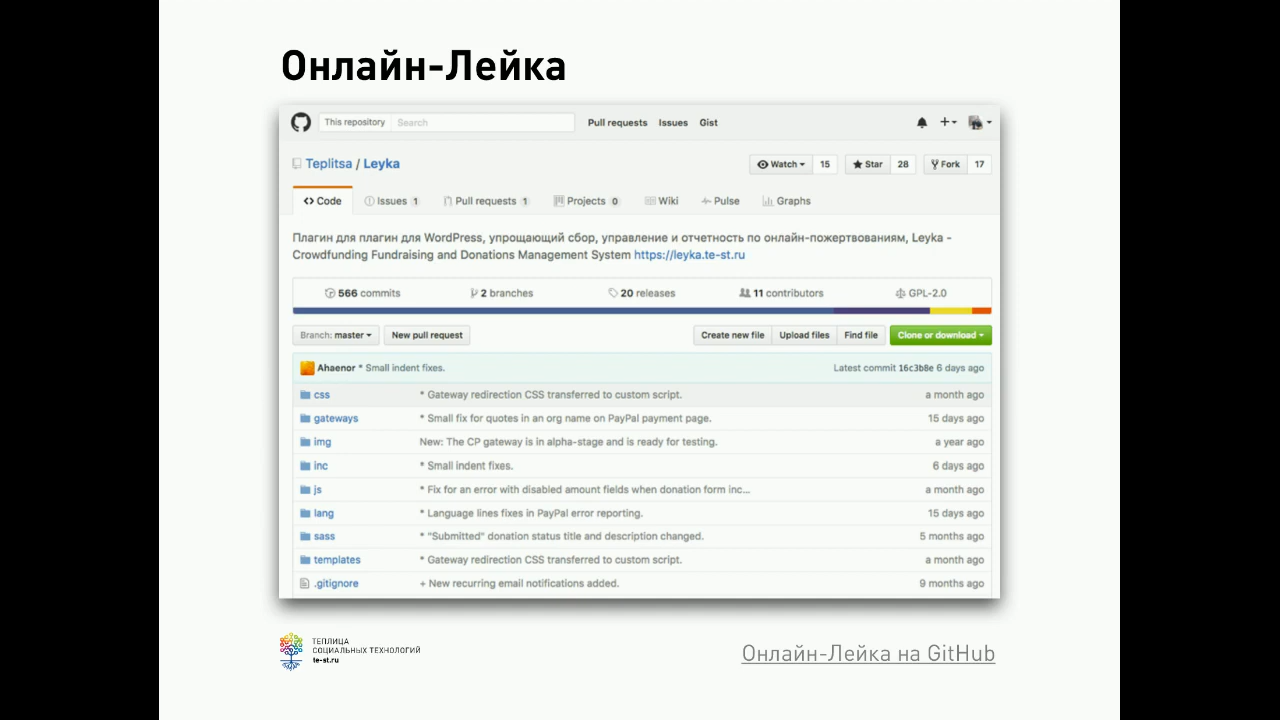 Онлайн-Лейка
This repository Search Pull requests Issues Gist
Teplitsa / Leyka Watch 15 Star 28 Fork 17
Code Issues 1 Pull requests 1 Projects 0 Wiki Pulse Graphs
Плагин для плагин для WordPress, упрощающий сбор, управление и отчетность по онлайн-пожертвованиям, Leyka -
Crowdfunding Fundraising and Donations Management System https://leyka.te-st.ru
566 commits 2 branches 20 releases 11 contributors GPL-2.0
Branch: master New pull request Create new file Upload files Find file Clone or download
Ahaenor * Small indent fixes. Latest commit 16c3b8e 6 days ago
css * Gateway redirection CSS transferred to custom script. a month ago
gateways * Small fix for quotes in an org name on PayPal payment page. 15 days ago
img New: The CP gateway is in alpha-stage and is ready for testing. a year ago
inc * Small indent fixes. 6 days ago
js * Fix for an error with disabled amount fields when donation form inc... a month ago
lang * Language lines fixes in PayPal error reporting. 15 days ago
sass * "Submitted" donation status title and description changed. 5 months ago
templates * Gateway redirection CSS transferred to custom script. a month ago
.gitignore + New recurring email notifications added. 9 months ago
ТЕПЛИЦА
СОЦИАЛЬНЫХ ТЕХНОЛОГИЙ
te-st.ru
Онлайн-Лейка на GitHub